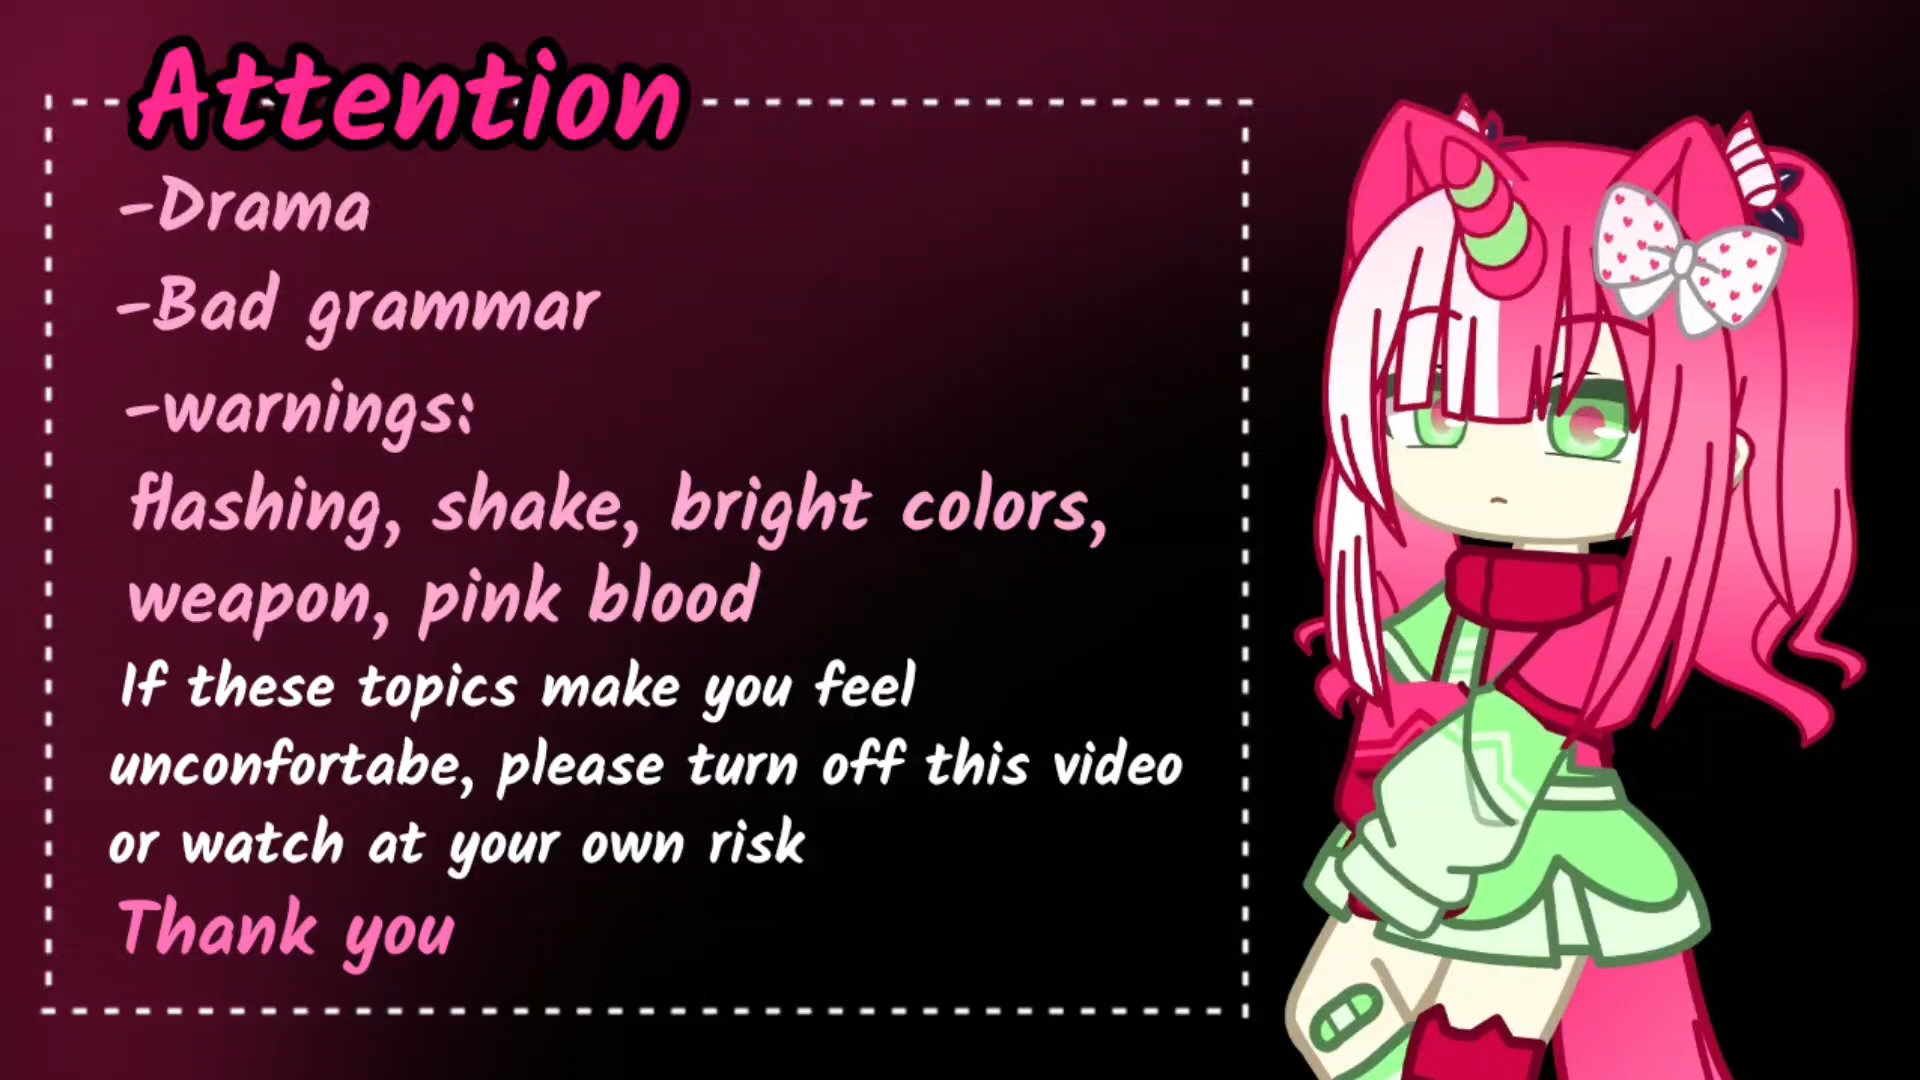 Attention
-Drama
-Bad grammar
-warnings:
flashing, shake, bright colors,
weapon, pink blood
If these topics make you feel
unconfortabe, please turn off this video
or watch at your own risk
Thank you